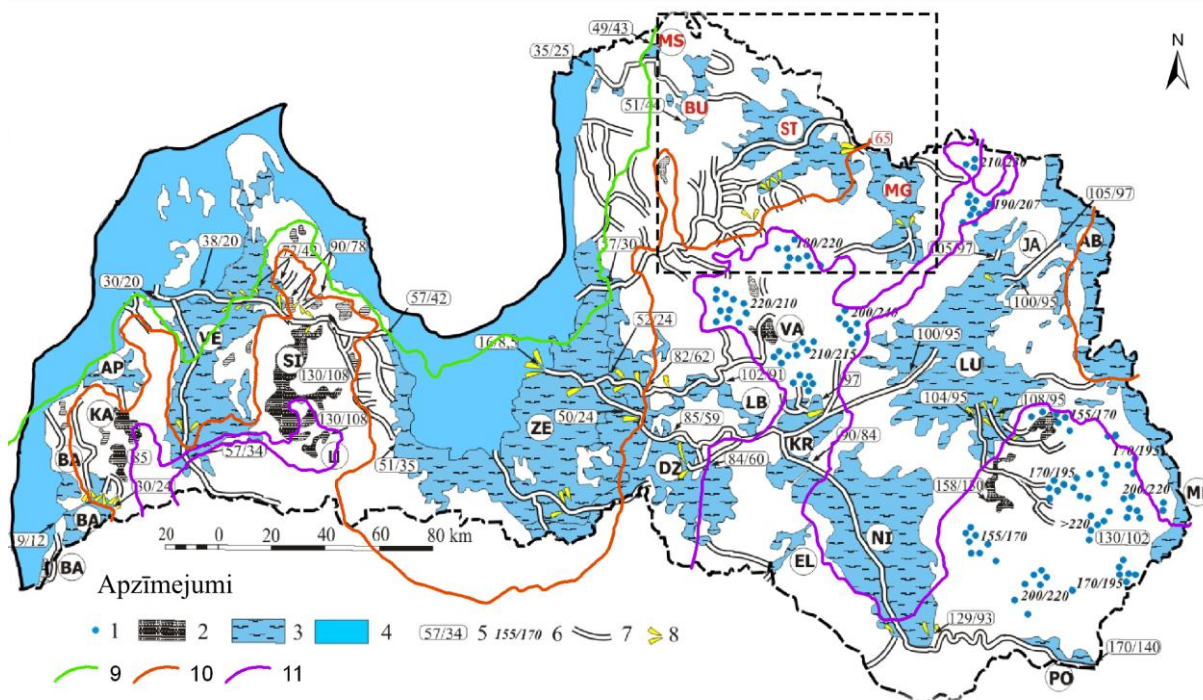 49/43
MS
N
35/25
BU
51/44
ST
65
210/230
MG
190/207
105/97
38/20
72/42
90/78
37/30
180/220
105/97
JA
AB
30/20
57/42
100/95
VE
220/210
200/210
AP
16/8,5
52/24
VA
100/95
SI
82/62
210/215
KA
130/108
102/91
97
LU
LB
104/95
108/95
155/170
50/24
85/59
130/108
ZE
KR
BA
85
LI
57/34
51/35
DZ
90/84
170/195
30/24
84/60
170/195
158/130
200/220
BA
>220
130/102
NI
155/170
20 0 20 40 60 80 km
BA
EL
170/195
Apzīmejumi
200/220
129/93
1 2 3 4 57/34 5 155/170 6 7 8
170/140
PO
9 10 11